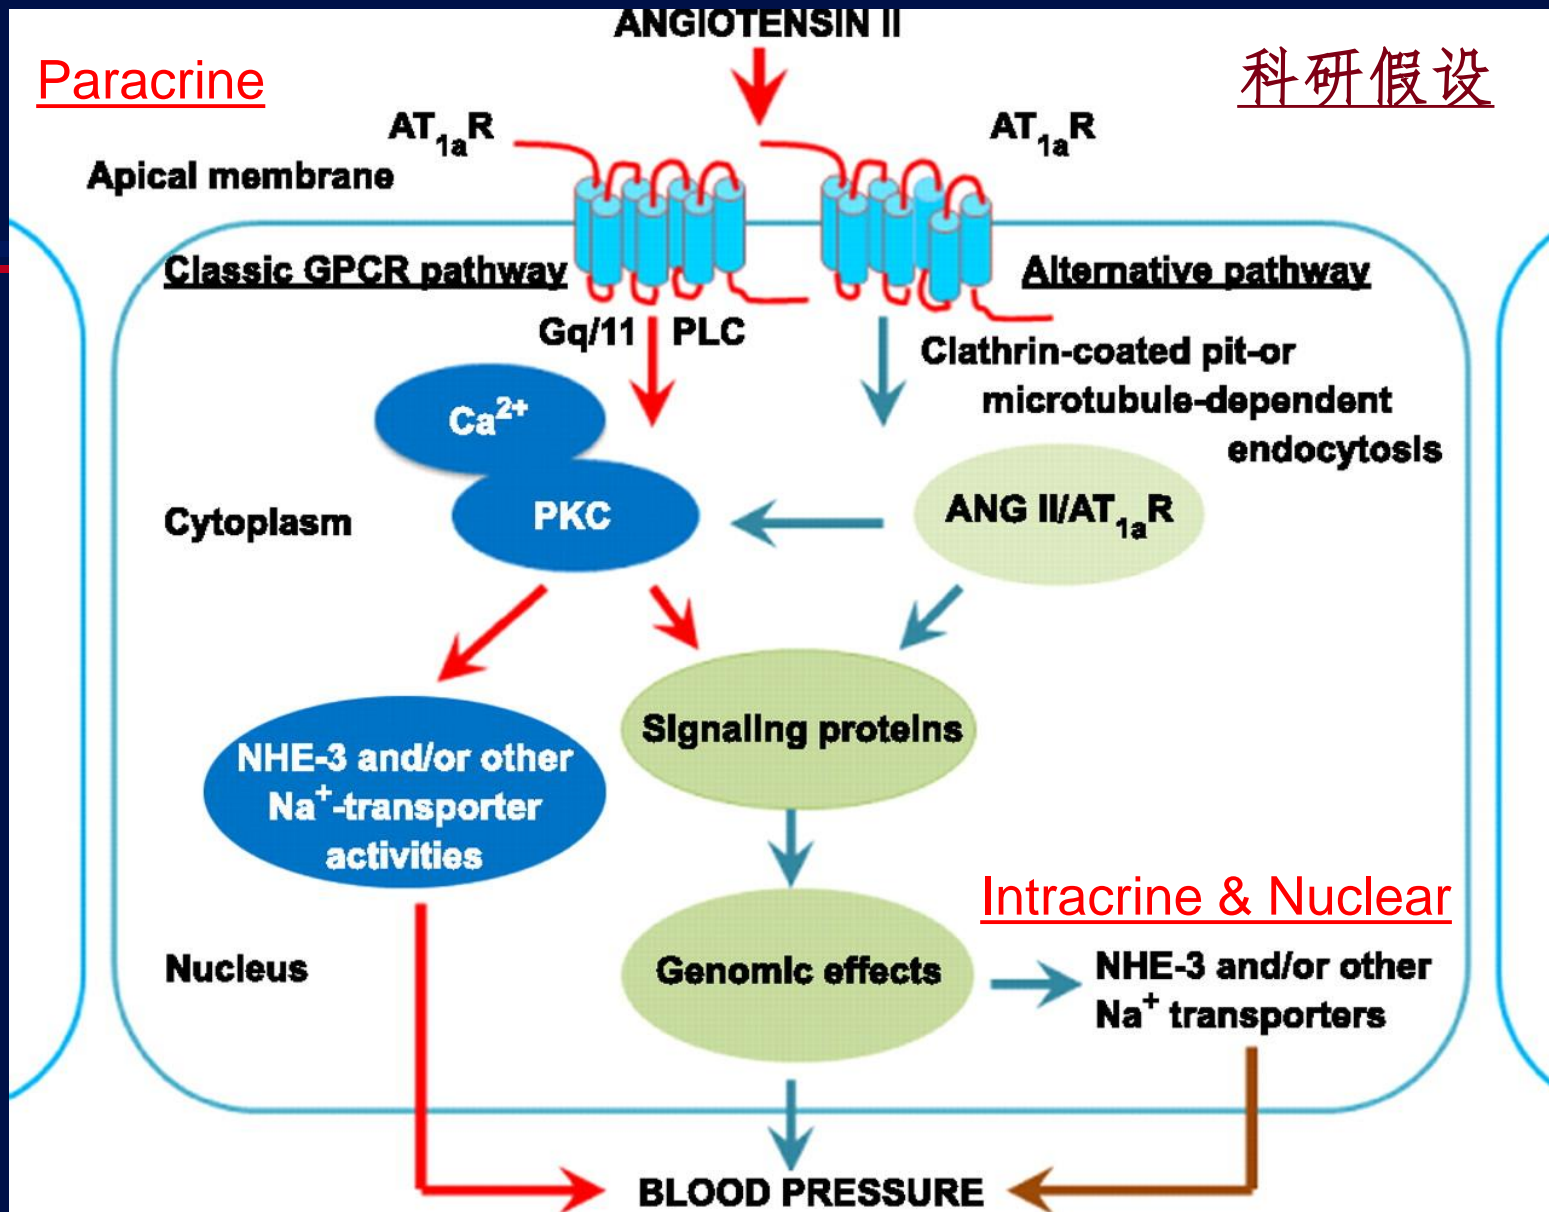 ANGIOTENSIN II
Paracrine
科研假设
AT1aR
AT1aR
Apical membrane
Classic GPCR pathway
Alternative pathway
Gq/11 PLC
Clathrin-coated pit-or
microtubule-dependent
endocytosis
Ca2+
PKC
ANG II/AT1aR
Cytoplasm
Signaling proteins
NHE-3 and/or other
Na+-transporter
activities
Intracrine & Nuclear
Nucleus
Genomic effects
NHE-3 and/or other
Na+ transporters
BLOOD PRESSURE